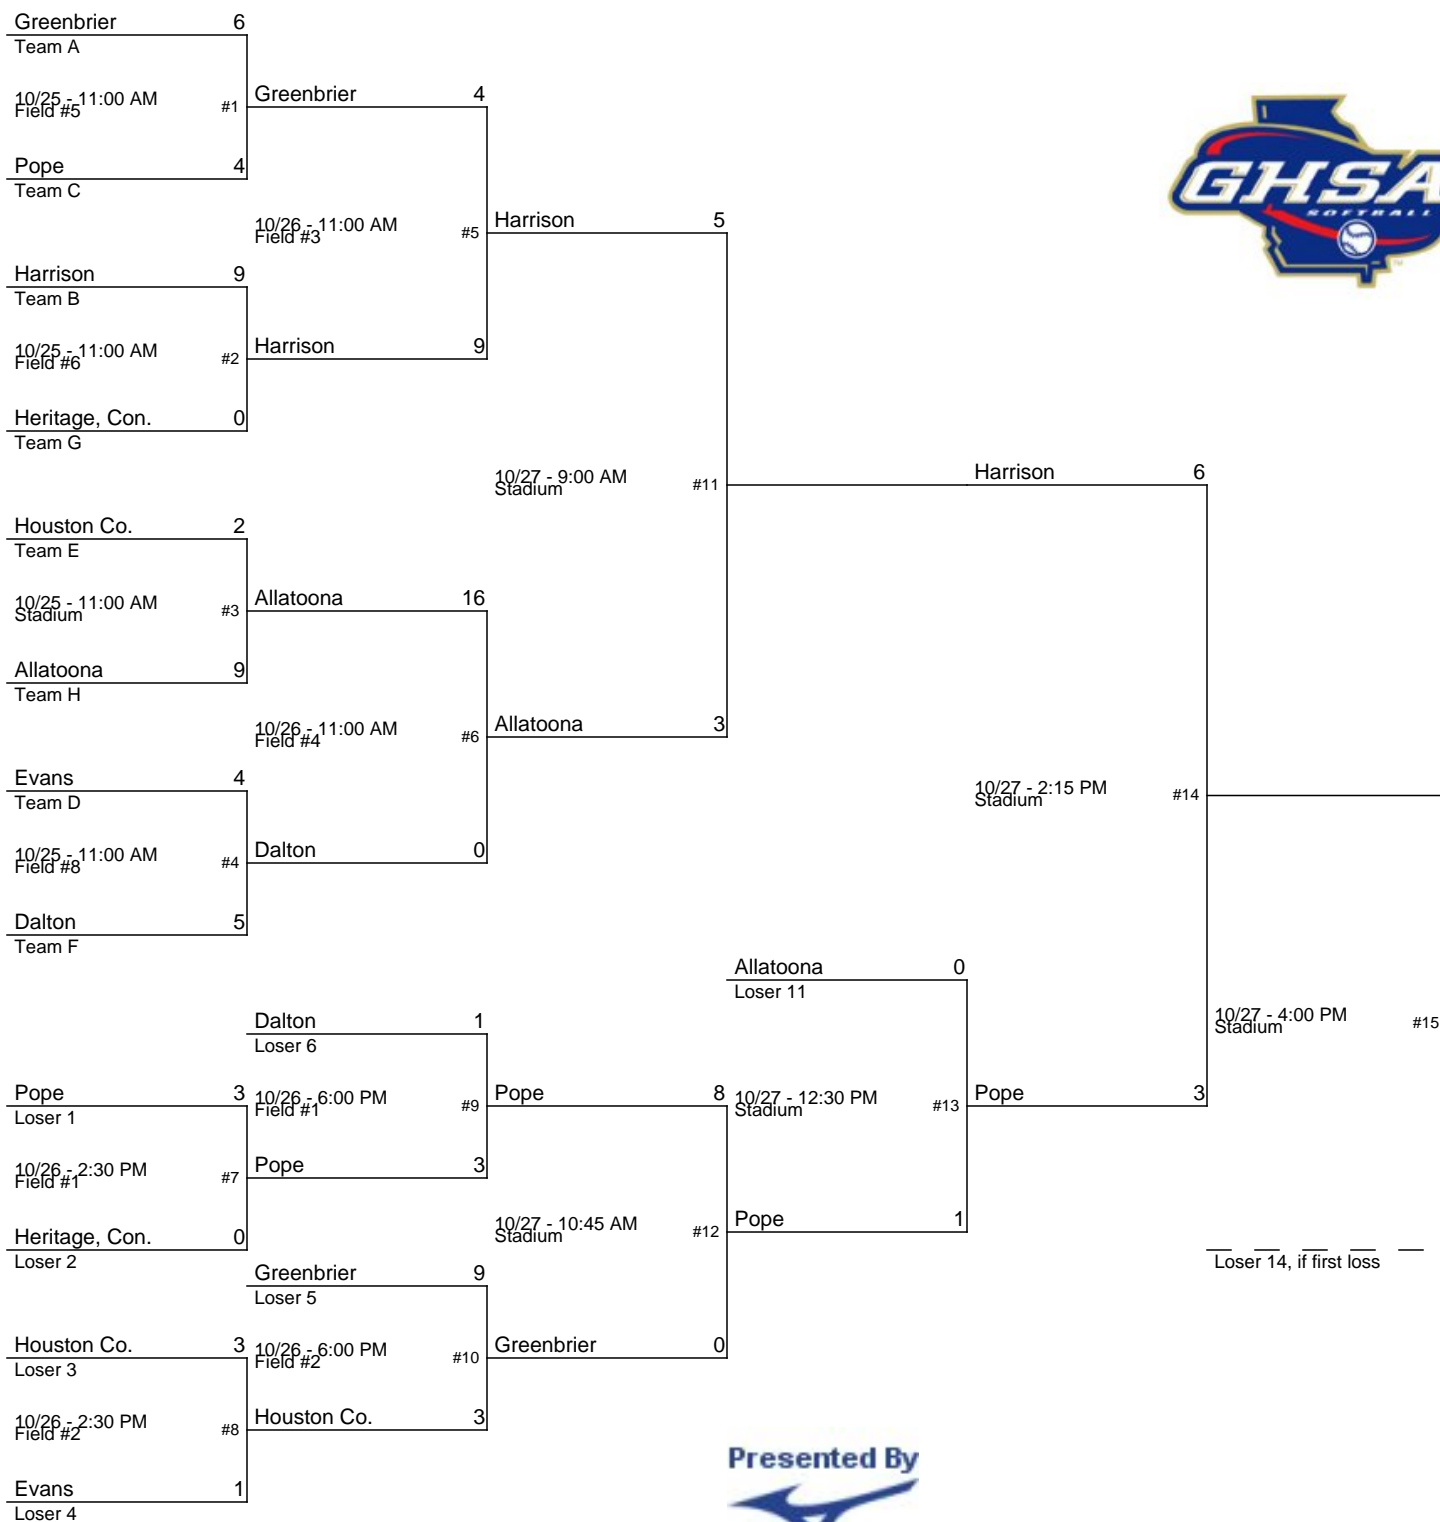 Greenbrier 6
Team A
10/25 - 11:00 AM
Field #5
#1
Greenbrier 4
Pope 4
Team C
10/26 - 11:00 AM
Field #3
#5
Harrison 5
Harrison 9
Team B
10/25 - 11:00 AM
Field #6
#2
Harrison 9
Heritage, Con. 0
Team G
GHSA
SOFTBALL
TM
10/27 - 9:00 AM
Stadium
#11
Harrison 6
Houston Co. 2
Team E
10/25 - 11:00 AM
Stadium
#3
Allatoona 16
Allatoona 9
Team H
10/26 - 11:00 AM
Field #4
#6
Allatoona 3
Evans 4
Team D
10/25 - 11:00 AM
Field #8
#4
Dalton 0
Dalton 5
Team F
10/27 - 2:15 PM
Stadium
#14
Allatoona 0
Loser 11
Dalton 1
Loser 6
10/27 - 4:00 PM
Stadium
#15
Pope 3
Loser 1
10/26 - 6:00 PM
Field #1
#9
Pope 8
10/27 - 12:30 PM
Stadium
#13
Pope 3
10/26 - 2:30 PM
Field #1
#7
Pope 3
Heritage, Con. 0
Loser 2
10/27 - 10:45 AM
Stadium
#12
Pope 1
Loser 14, if first loss
Greenbrier 9
Loser 5
Houston Co. 3
Loser 3
10/26 - 6:00 PM
Field #2
#10
Greenbrier 0
10/26 - 2:30 PM
Field #2
#8
Houston Co. 3
Evans 1
Loser 4
Presented By